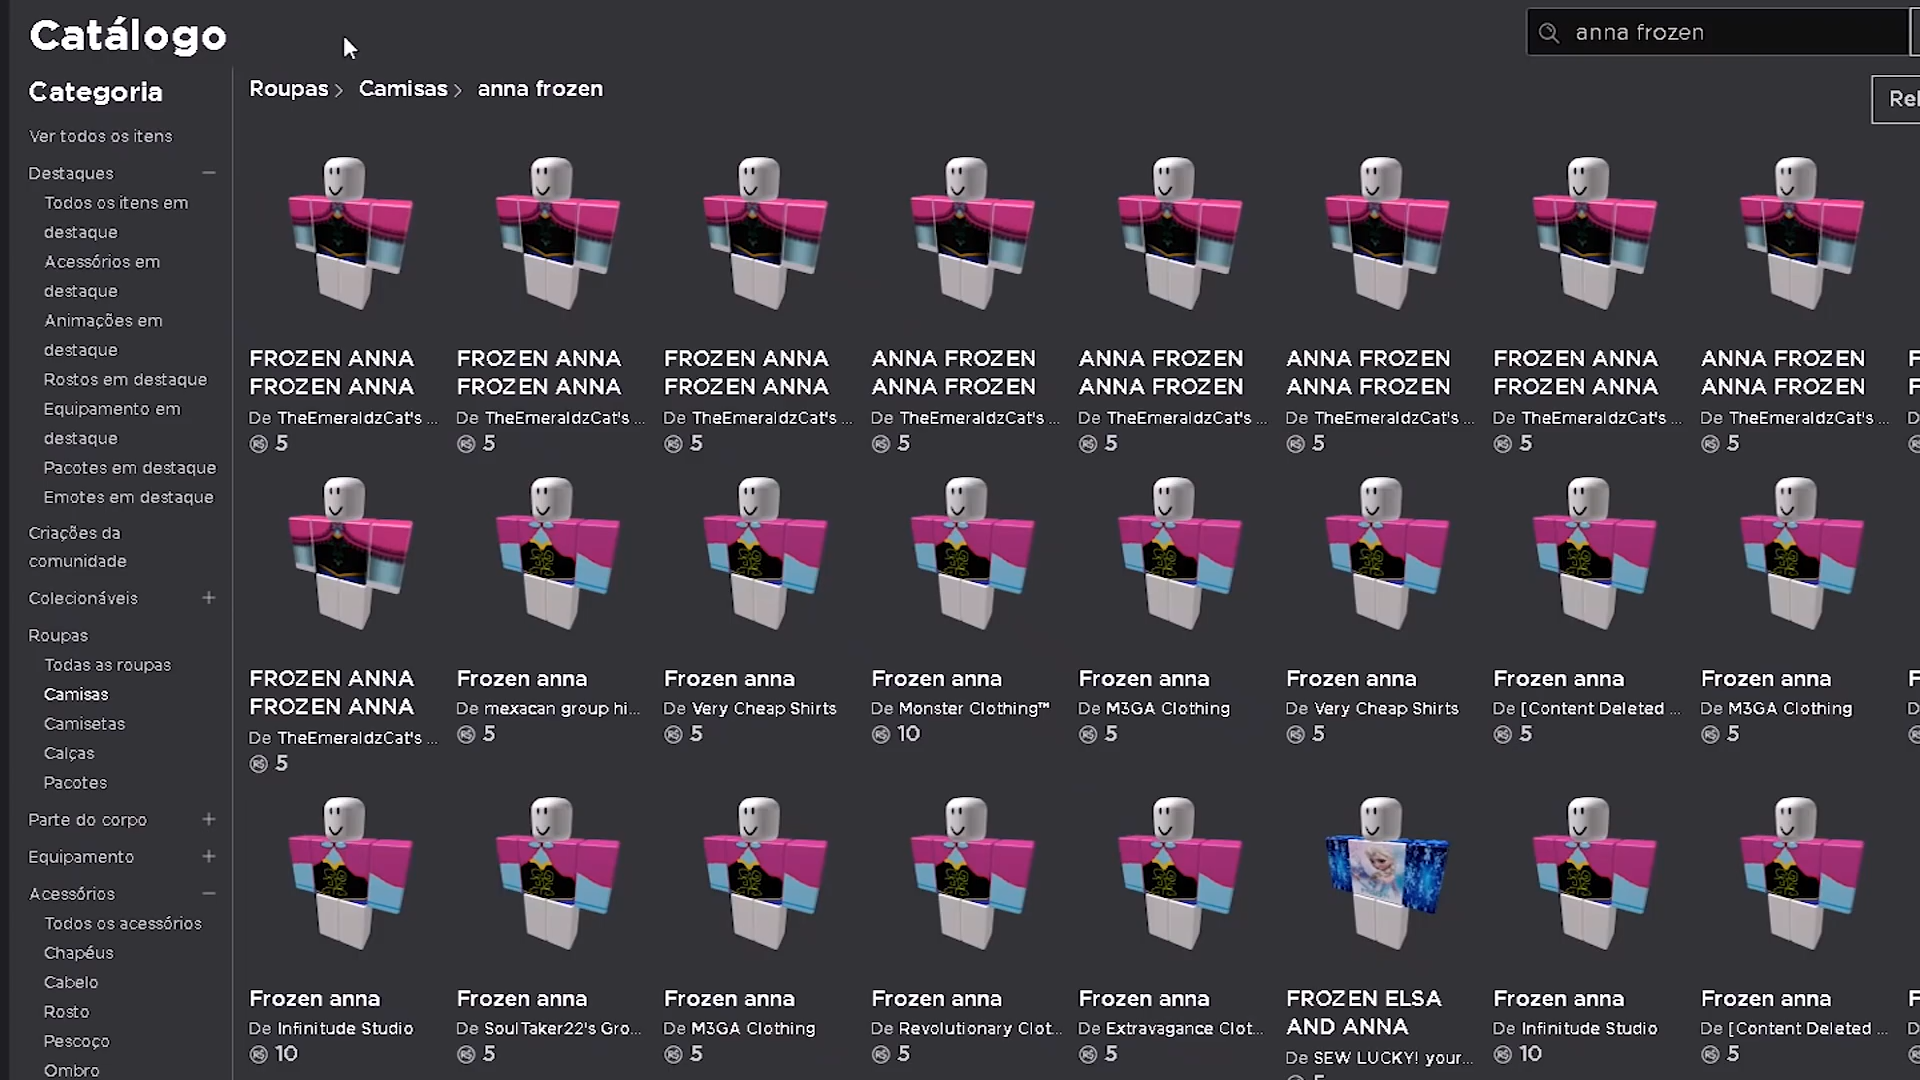 Catálogo
anna frozen
Categoria
Roupas
Camisas
anna frozen
Ver todos os itens
Destaques
Todos os itens em
destaque
Acessórios em
destaque
Animações em
destaque
Rostos em destaque
Equipamento em
destaque
Pacotes em destaque
Emotes em destaque
Criações da
comunidade
Colecionáveis
Roupas
Todas as roupas
Camisas
Camisetas
Calças
Pacotes
Parte do corpo
Equipamento
Acessórios
Todos os acessórios
Chapéus
Cabelo
Rosto
Pescoço
Ombro
FROZEN ANNA
FROZEN ANNA
De TheEmeraldzCat's ...
5
FROZEN ANNA
FROZEN ANNA
De TheEmeraldzCat's ...
5
FROZEN ANNA
FROZEN ANNA
De TheEmeraldzCat's ...
5
ANNA FROZEN
ANNA FROZEN
De TheEmeraldzCat's ...
5
ANNA FROZEN
ANNA FROZEN
De TheEmeraldzCat's ...
5
ANNA FROZEN
ANNA FROZEN
De TheEmeraldzCat's ...
5
FROZEN ANNA
FROZEN ANNA
De TheEmeraldzCat's ...
5
ANNA FROZEN
ANNA FROZEN
De TheEmeraldzCat's ...
5
FROZEN ANNA
FROZEN ANNA
De TheEmeraldzCat's ...
5
Frozen anna
De mexacan group hi...
5
Frozen anna
De Very Cheap Shirts
5
Frozen anna
De Monster Clothing™
10
Frozen anna
De M3GA Clothing
5
Frozen anna
De Very Cheap Shirts
5
Frozen anna
De [Content Deleted ...
5
Frozen anna
De M3GA Clothing
5
Frozen anna
De Infinitude Studio
10
Frozen anna
De SoulTaker22's Gro...
5
Frozen anna
De M3GA Clothing
5
Frozen anna
De Revolutionary Clot...
5
Frozen anna
De Extravagance Clot...
5
FROZEN ELSA
AND ANNA
De SEW LUCKY! your...
Frozen anna
De Infinitude Studio
10
Frozen anna
De [Content Deleted ...
5